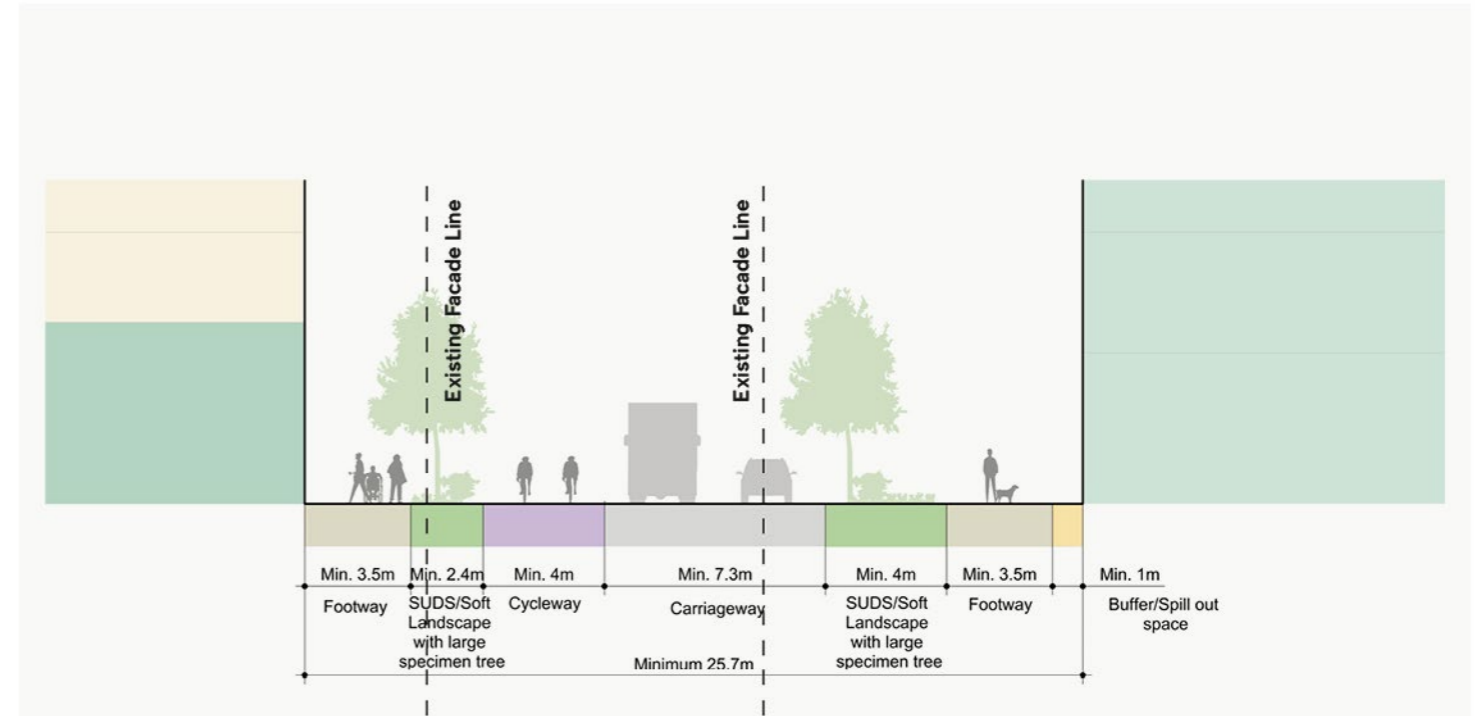 Existing Facade Line
Existing Facade Line
Min. 3.5m
Min. 2.4m
Min. 4m
Min. 7.3m
Min. 4m
Min. 3.5m
Min. 1m
Footway
SUDS/Soft
Landscape
with large
specimen tree
Cycleway
Carriageway
SUDS/Soft
Landscape
with large
specimen tree
Footway
Buffer/Spill out
space
Minimum 25.7m